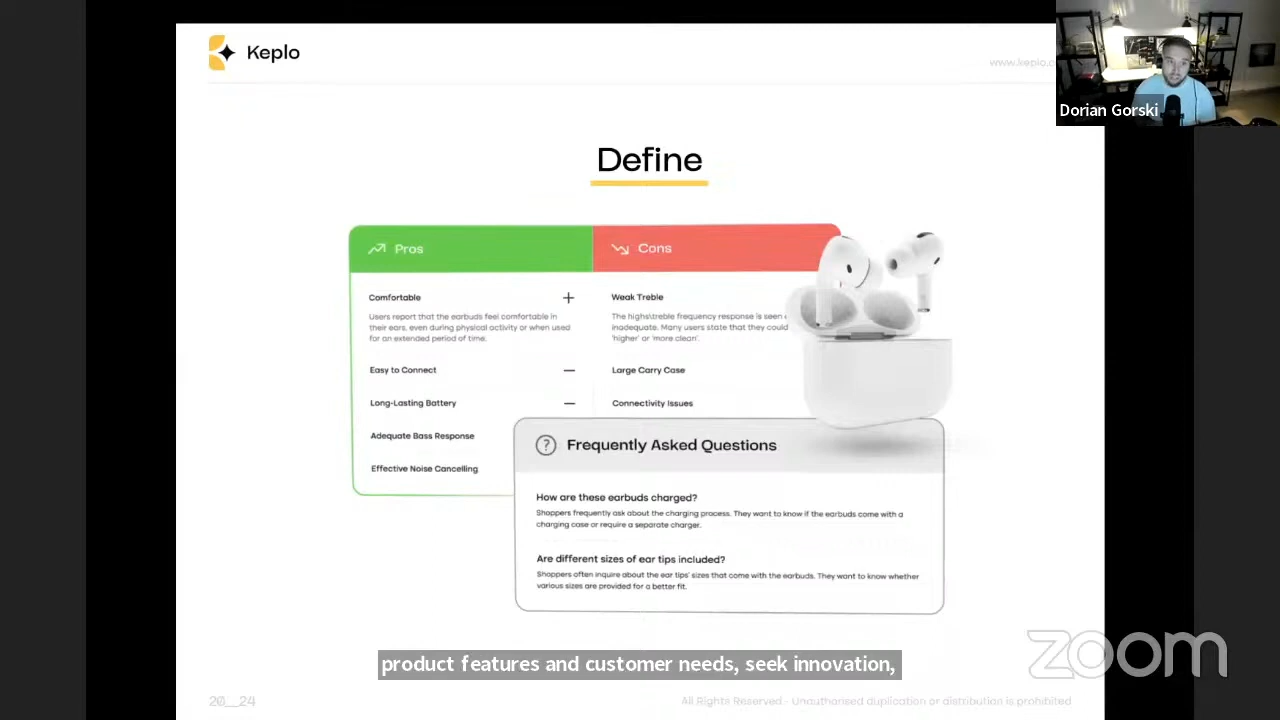 Keplo
www.keplo.c
Dorian Gorski
Define
Pros
Cons
Comfortable
Users report that the earbuds feel comfortable in
their ears, even during physical activity or when used
for an extended period of time.
Easy to Connect
Long-Lasting Battery
Adequate Bass Response
Effective Noise Cancelling
Weak Treble
The highs\treble frequency response is seen
inadequate. Many users state that they could
'higher' or 'more clean'.
Large Carry Case
Connectivity Issues
Frequently Asked Questions
How are these earbuds charged?
Shoppers frequently ask about the charging process. They want to know if the earbuds come with a
charging case or require a separate charger.
Are different sizes of ear tips included?
Shoppers often inquire about the ear tips' sizes that come with the earbuds. They want to know whether
various sizes are provided for a better fit.
product features and customer needs, seek innovation,
zoom
20__24
All Rights Reserved - Unauthorised duplication or distribution is prohibited